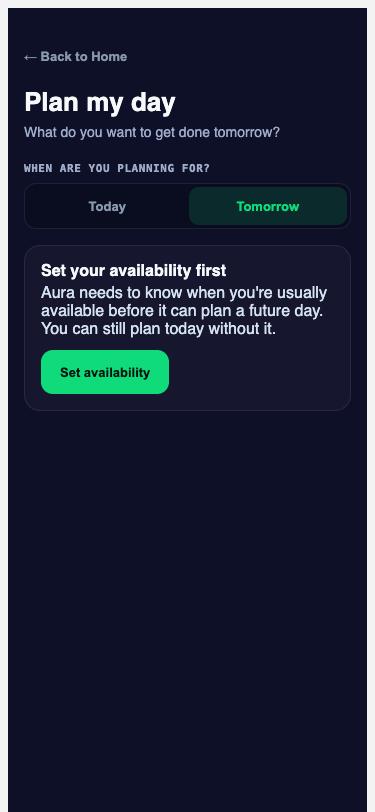 ← Back to Home
Plan my day
What do you want to get done tomorrow?
WHEN ARE YOU PLANNING FOR?
Today
Tomorrow
Set your availability first
Aura needs to know when you're usually
available before it can plan a future day.
You can still plan today without it.
Set availability